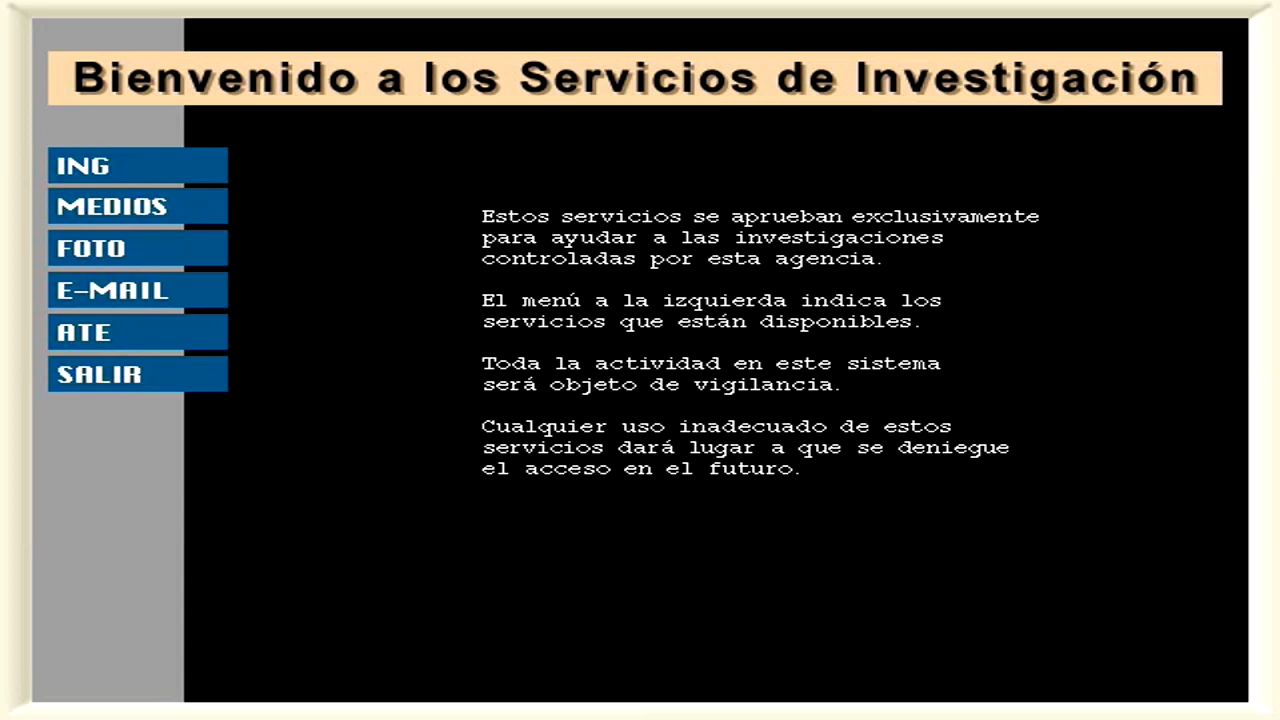 Bienvenido a los Servicios de Investigación
ING
MEDIOS
FOTO
E-MAIL
ATE
SALIR
Estos servicios se aprueban exclusivamente
para ayudar a las investigaciones
controladas por esta agencia.
El menú a la izquierda indica los
servicios que están disponibles.
Toda la actividad en este sistema
será objeto de vigilancia.
Cualquier uso inadecuado de estos
servicios dará lugar a que se deniegue
el acceso en el futuro.